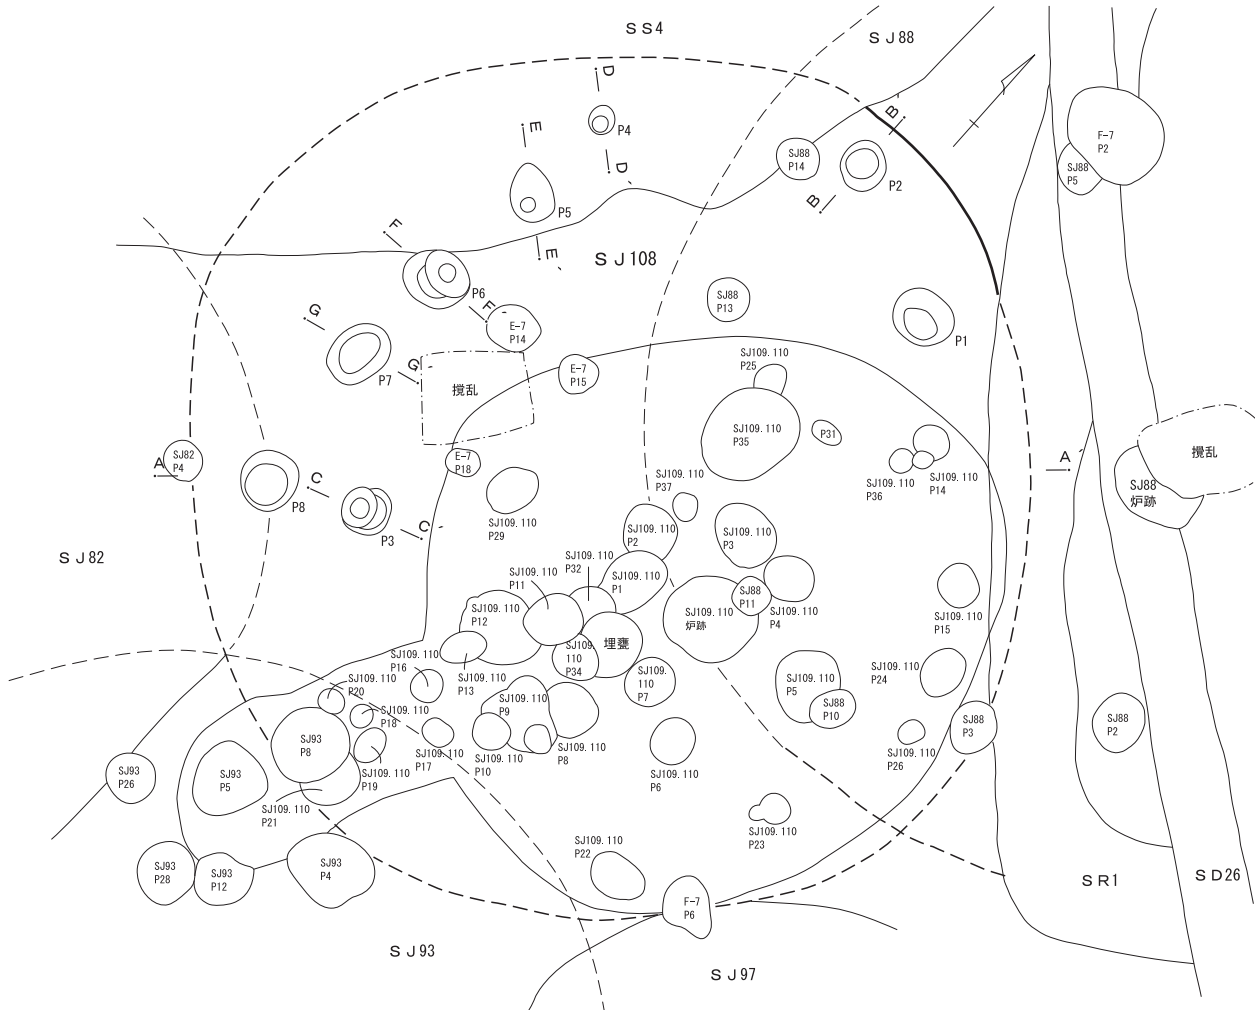 SS4
SJ88
D
P4
D'
E
P5
E'
SJ88
P14
B'
P2
B
F-7
P2
SJ88
P5
F
P6
F'
SJ108
G
P7
G'
E-7
P14
SJ88
P13
P1
攪乱
E-7
P15
SJ109.110
P25
SJ109.110
P35
P31
A
SJ82
P4
P8
C
P3
C'
E-7
P18
SJ109.110
P29
SJ109.110
P37
SJ109.110
P36
SJ109.110
P14
A'
SJ88
炉跡
攪乱
SJ82
SJ109.110
P2
SJ109.110
P3
SJ109.110
P32
SJ109.110
P11
SJ109.110
P1
SJ109.110
P12
SJ109.110
炉跡
SJ88
P11
SJ109.110
P4
SJ109.110
P15
埋甕
SJ109.
110
P34
SJ109.110
P16
SJ109.110
P13
SJ109.
110
P7
SJ109.110
P5
SJ88
P10
SJ109.110
P24
SJ109.110
P20
SJ109.110
P18
SJ109.110
P9
SJ88
P3
SJ88
P2
SJ93
P8
SJ109.110
P17
SJ109.110
P10
SJ109.110
P8
SJ109.110
P26
SJ93
P26
SJ93
P5
SJ109.110
P19
SJ109.110
P6
SJ109.110
P21
SJ109.110
P23
SJ109.110
P22
SJ93
P28
SJ93
P12
SJ93
P4
F-7
P6
SR1
SD26
SJ93
SJ97